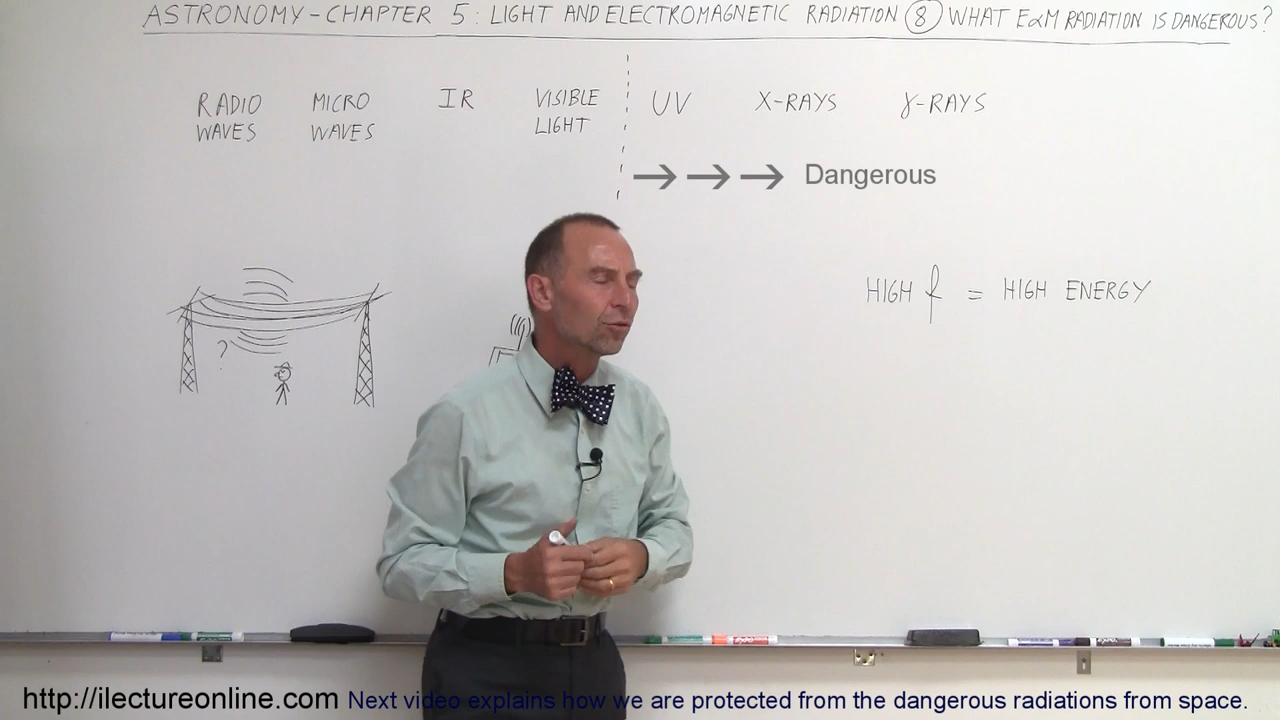 ASTRONOMY - CHAPTER 5: LIGHT AND ELECTROMAGNETIC RADIATION ⑧ WHAT E&M RADIATION IS DANGEROUS?
RADIO WAVES
MICRO WAVES
IR
VISIBLE LIGHT
UV
X-RAYS
γ-RAYS
→ → → Dangerous
HIGH f = HIGH ENERGY
?
http://ilectureonline.com Next video explains how we are protected from the dangerous radiations from space.